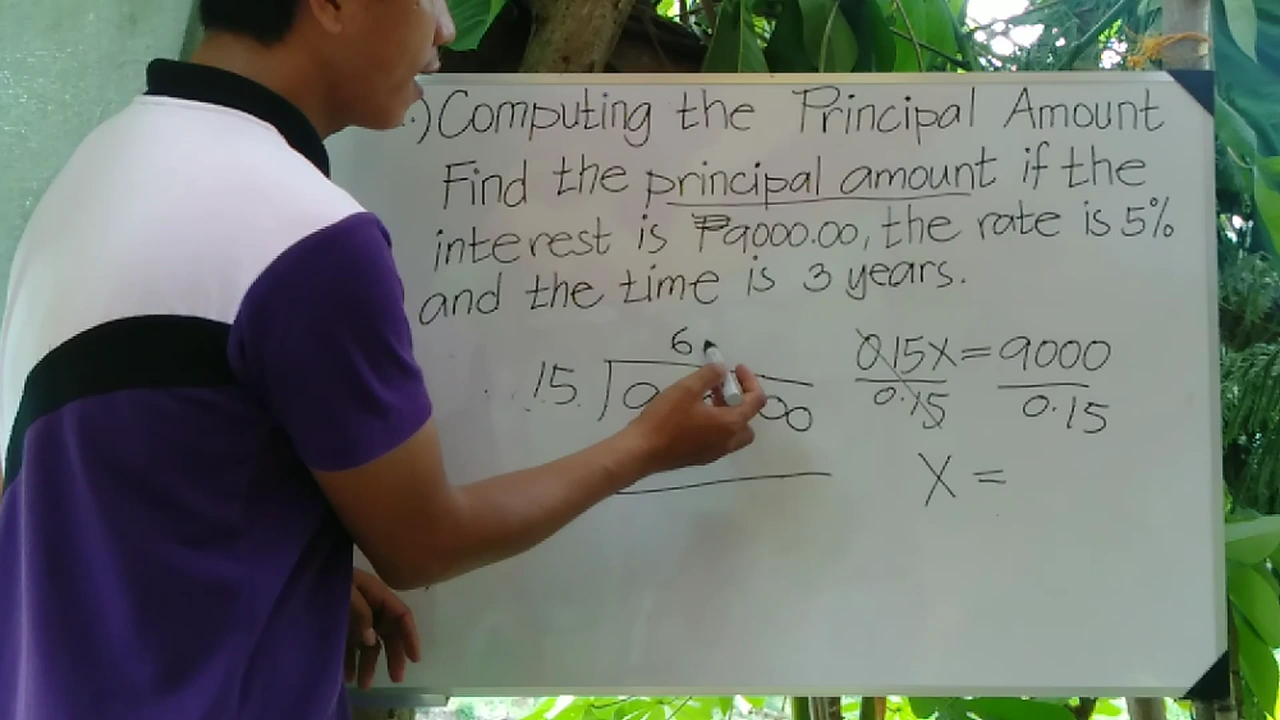 .) Computing the Principal Amount
Find the principal amount if the
interest is ₱9000.00, the rate is 5%
and the time is 3 years.
6
15
00
0.15X = 9000
0.15 0.15
X =